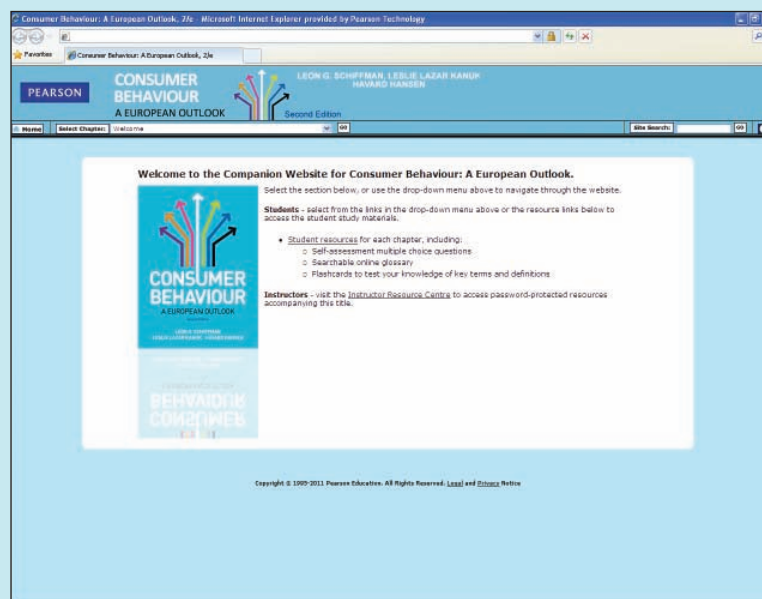 Consumer Behaviour: A European Outlook, 2/e - Microsoft Internet Explorer provided by Pearson Technology
Favorites
Consumer Behaviour: A European Outlook, 2/e
PEARSON
CONSUMER
BEHAVIOUR
A EUROPEAN OUTLOOK
LEON G. SCHIFFMAN, LESLIE LAZAR KANUK
HAVARD HANSEN
Second Edition
Home Select Chapter: Welcome GO Site Search: GO
Welcome to the Companion Website for Consumer Behaviour: A European Outlook.
Select the section below, or use the drop-down menu above to navigate through the website.
Students - select from the links in the drop-down menu above or the resource links below to
access the student study materials.
• Student resources for each chapter, including:
○ Self-assessment multiple choice questions
○ Searchable online glossary
○ Flashcards to test your knowledge of key terms and definitions
Instructors - visit the Instructor Resource Centre to access password-protected resources
accompanying this title.
CONSUMER
BEHAVIOUR
A EUROPEAN OUTLOOK
Copyright © 1995-2011 Pearson Education. All Rights Reserved. Legal and Privacy Notice